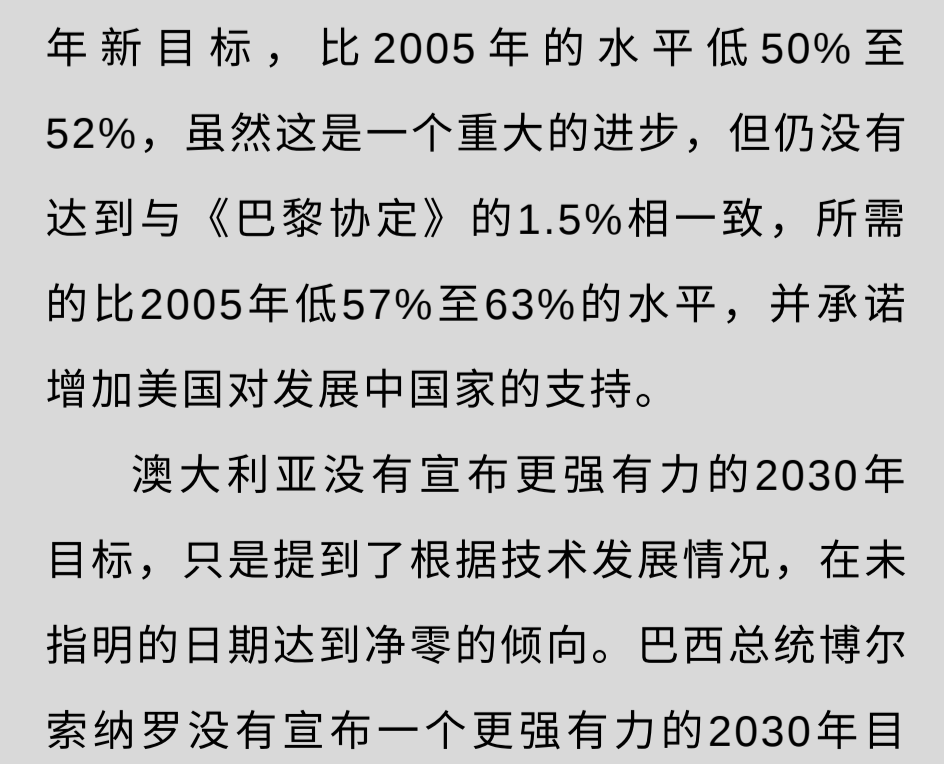 年新目标，比2005年的水平低50%至
52%，虽然这是一个重大的进步，但仍没有
达到与《巴黎协定》的1.5%相一致，所需
的比2005年低57%至63%的水平，并承诺
增加美国对发展中国家的支持。
澳大利亚没有宣布更强有力的2030年
目标，只是提到了根据技术发展情况，在未
指明的日期达到净零的倾向。巴西总统博尔
索纳罗没有宣布一个更强有力的2030年目